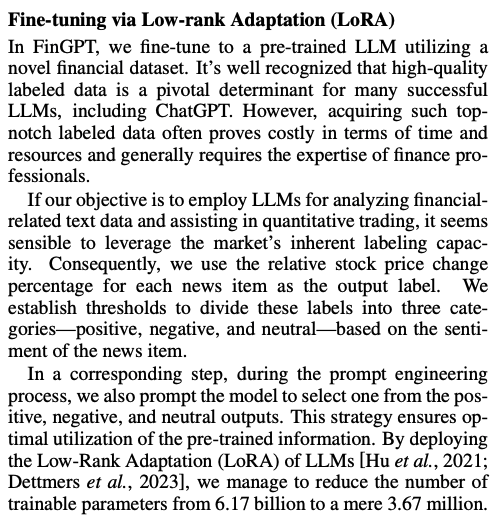 Fine-tuning via Low-rank Adaptation (LoRA)
In FinGPT, we fine-tune to a pre-trained LLM utilizing a
novel financial dataset. It's well recognized that high-quality
labeled data is a pivotal determinant for many successful
LLMs, including ChatGPT. However, acquiring such top-
notch labeled data often proves costly in terms of time and
resources and generally requires the expertise of finance pro-
fessionals.
If our objective is to employ LLMs for analyzing financial-
related text data and assisting in quantitative trading, it seems
sensible to leverage the market's inherent labeling capac-
ity. Consequently, we use the relative stock price change
percentage for each news item as the output label. We
establish thresholds to divide these labels into three cate-
gories—positive, negative, and neutral—based on the senti-
ment of the news item.
In a corresponding step, during the prompt engineering
process, we also prompt the model to select one from the pos-
itive, negative, and neutral outputs. This strategy ensures op-
timal utilization of the pre-trained information. By deploying
the Low-Rank Adaptation (LoRA) of LLMs [Hu et al., 2021;
Dettmers et al., 2023], we manage to reduce the number of
trainable parameters from 6.17 billion to a mere 3.67 million.